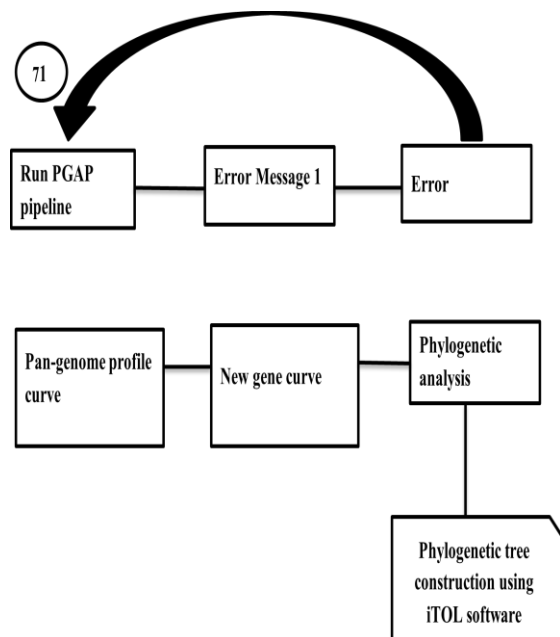 71
Run PGAP
pipeline
Error Message 1
Error
Pan-genome profile
curve
New gene curve
Phylogenetic
analysis
Phylogenetic tree
construction using
iTOL software